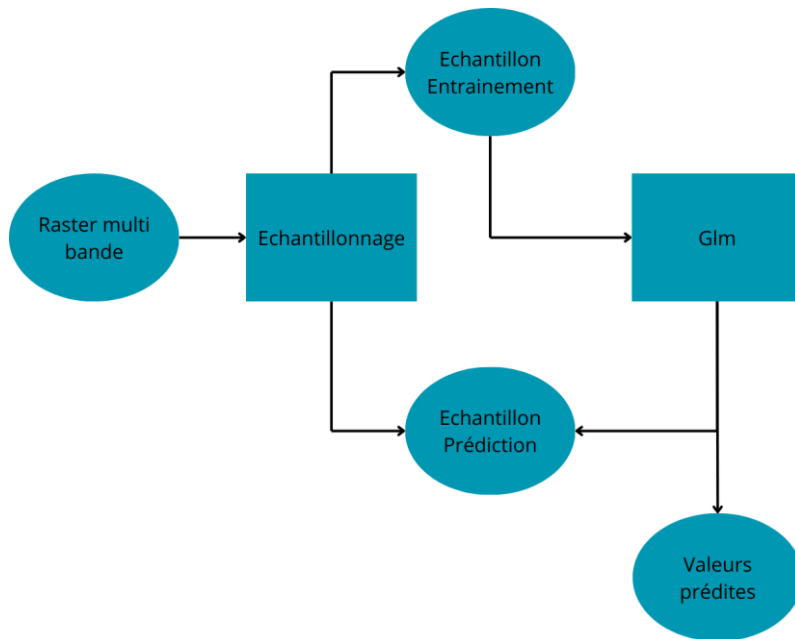 Echantillon
Entrainement
Raster multi
bande
Echantillonnage
Glm
Echantillon
Prédiction
Valeurs
prédites